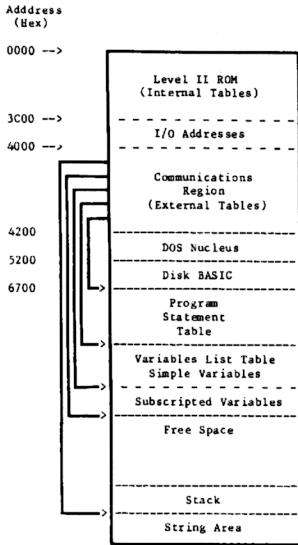 Adddress
(Hex)
0000 -->
Level II ROM
(Internal Tables)
3C00 -->
I/O Addresses
4000 -->
Communications
Region
(External Tables)
4200
DOS Nucleus
5200
Disk BASIC
6700
Program
Statement
Table
Variables List Table
Simple Variables
Subscripted Variables
Free Space
Stack
String Area